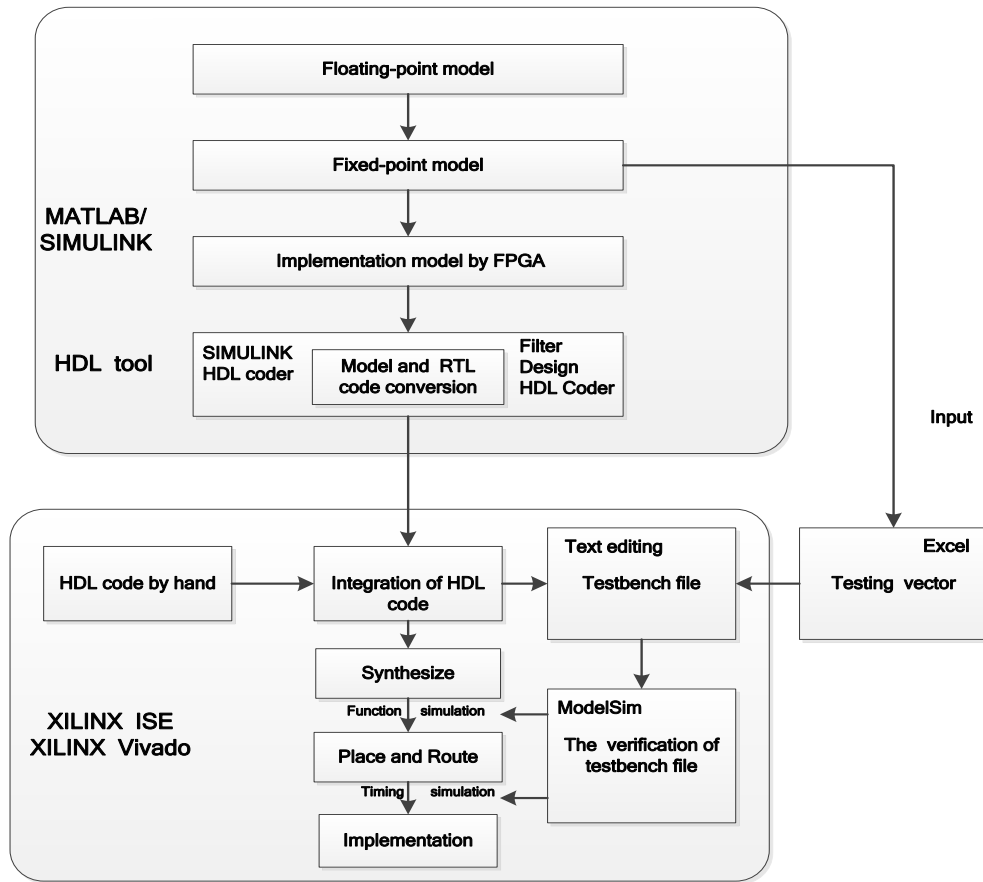 Floating-point model
Fixed-point model
MATLAB/
SIMULINK
Implementation model by FPGA
HDL tool
SIMULINK
HDL coder
Model and RTL
code conversion
Filter
Design
HDL Coder
Input
HDL code by hand
Integration of HDL
code
Text editing
Testbench file
Excel
Testing vector
Synthesize
Function simulation
XILINX ISE
XILINX Vivado
Place and Route
ModelSim
The verification of
testbench file
Timing simulation
Implementation